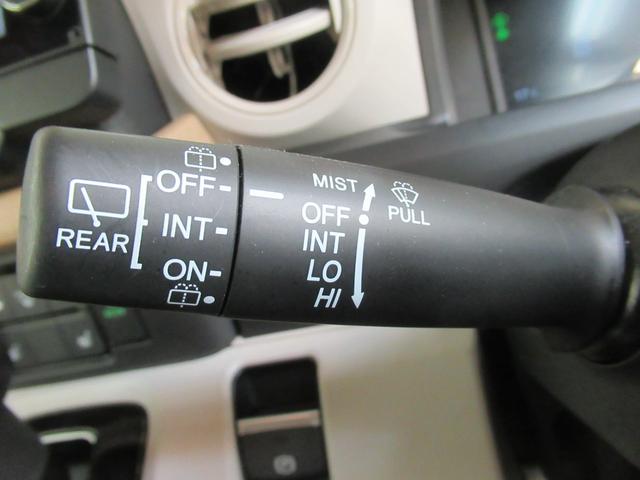 REAR
OFF
INT
ON
MIST
OFF
INT
LO
HI
PULL